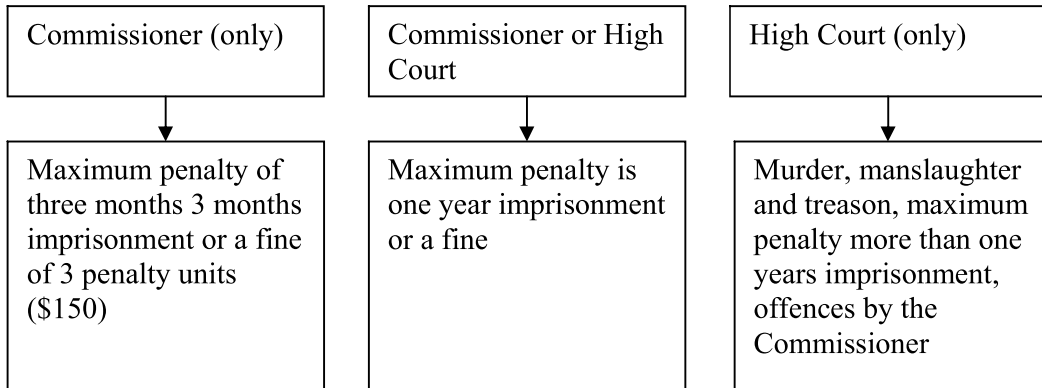 Commissioner (only)
Commissioner or High
Court
High Court (only)
Maximum penalty of
three months 3 months
imprisonment or a fine
of 3 penalty units
($150)
Maximum penalty is
one year imprisonment
or a fine
Murder, manslaughter
and treason, maximum
penalty more than one
years imprisonment,
offences by the
Commissioner